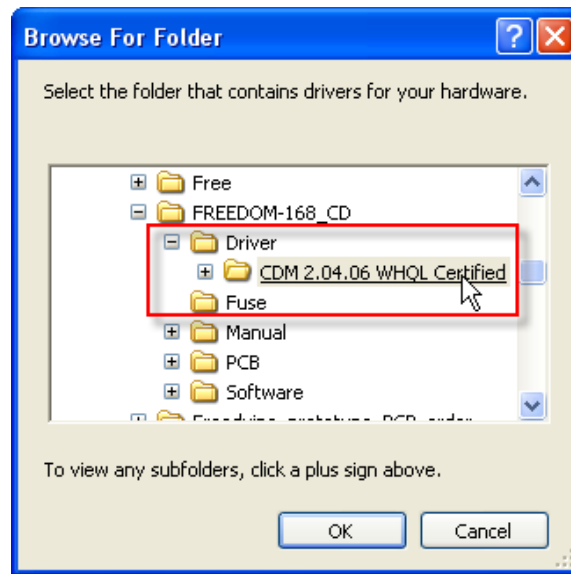 Browse For Folder
Select the folder that contains drivers for your hardware.
Free
FREEDOM-168_CD
Driver
CDM 2.04.06 WHQL Certified
Fuse
Manual
PCB
Software
To view any subfolders, click a plus sign above.
OK
Cancel